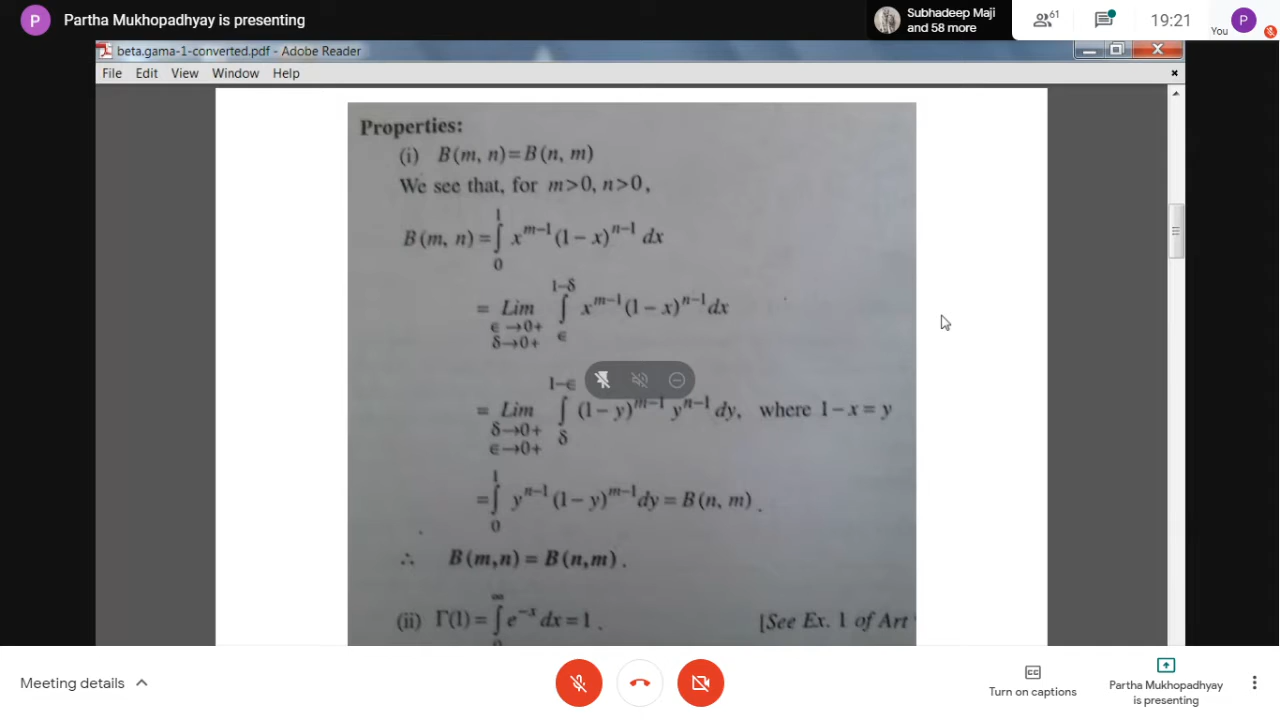 P Partha Mukhopadhyay is presenting
Subhadeep Maji
and 58 more
61
19:21
You
P
beta.gama-1-converted.pdf - Adobe Reader
File Edit View Window Help
Properties:
(i) B(m, n)=B(n, m)
We see that, for m>0, n>0,
B(m, n) = ∫₀¹ x^{m−1} (1 − x)^{n−1} dx
= Lim_{ϵ→0+ δ→0+} ∫_ϵ^{1−δ} x^{m−1} (1 − x)^{n−1} dx
= Lim_{δ→0+ ϵ→0+} ∫_δ^{1−ϵ} (1 − y)^{m−1} y^{n−1} dy, where 1 − x = y
= ∫₀¹ y^{n−1} (1 − y)^{m−1} dy = B(n, m) .
∴ B(m,n) = B(n,m) .
(ii) Γ(1) = ∫₀^∞ e^{−x} dx = 1 . [See Ex. 1 of Art
Meeting details
CC
Turn on captions
Partha Mukhopadhyay
is presenting